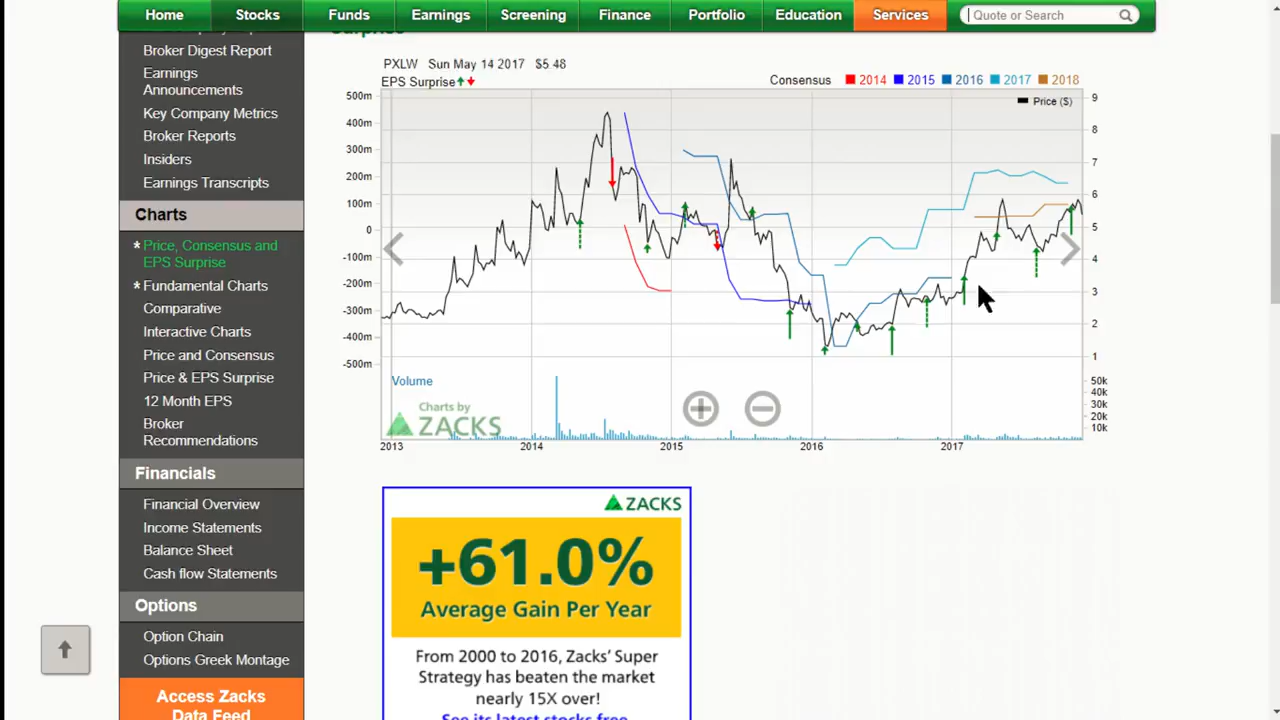 Home Stocks Funds Earnings Screening Finance Portfolio Education Services Quote or Search
Broker Digest Report
Earnings
Announcements
Key Company Metrics
Broker Reports
Insiders
Earnings Transcripts
Charts
* Price, Consensus and
EPS Surprise
* Fundamental Charts
Comparative
Interactive Charts
Price and Consensus
Price & EPS Surprise
12 Month EPS
Broker
Recommendations
Financials
Financial Overview
Income Statements
Balance Sheet
Cash flow Statements
Options
Option Chain
Options Greek Montage
Access Zacks
Data Feed
Surprise
PXLW Sun May 14 2017 $5 48
EPS Surprise
Consensus 2014 2015 2016 2017 2018
Price ($)
500m
400m
300m
200m
100m
0
-100m
-200m
-300m
-400m
-500m
9
8
7
6
5
4
3
2
1
Volume
50k
40k
30k
20k
10k
Charts by
ZACKS
2013 2014 2015 2016 2017
ZACKS
+61.0%
Average Gain Per Year
From 2000 to 2016, Zacks' Super
Strategy has beaten the market
nearly 15X over!
See its latest stocks free